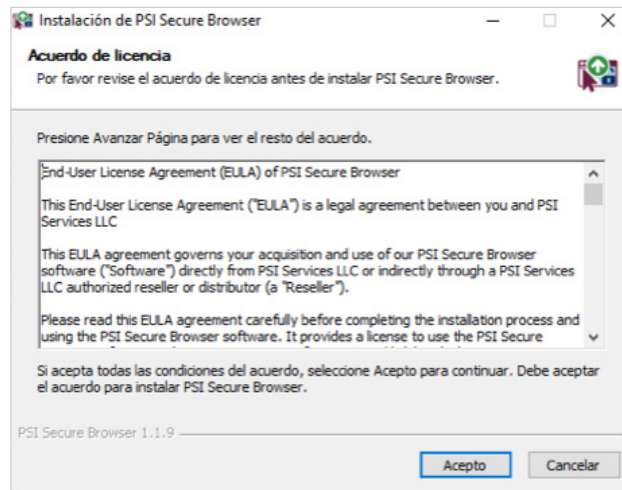 Instalación de PSI Secure Browser
Acuerdo de licencia
Por favor revise el acuerdo de licencia antes de instalar PSI Secure Browser.
Presione Avanzar Página para ver el resto del acuerdo.
End-User License Agreement (EULA) of PSI Secure Browser
This End-User License Agreement ("EULA") is a legal agreement between you and PSI
Services LLC
This EULA agreement governs your acquisition and use of our PSI Secure Browser
software ("Software") directly from PSI Services LLC or indirectly through a PSI Services
LLC authorized reseller or distributor (a "Reseller").
Please read this EULA agreement carefully before completing the installation process and
using the PSI Secure Browser software. It provides a license to use the PSI Secure
Si acepta todas las condiciones del acuerdo, seleccione Acepto para continuar. Debe aceptar
el acuerdo para instalar PSI Secure Browser.
PSI Secure Browser 1.1.9
Acepto
Cancelar